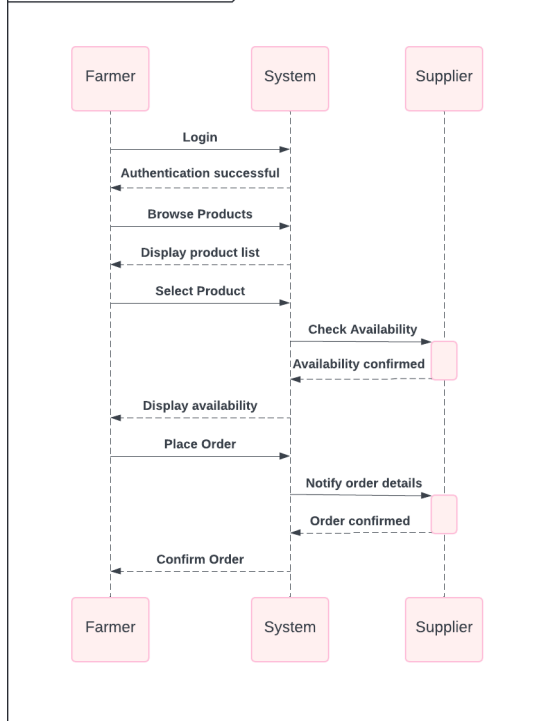 Farmer System Supplier
Login
Authentication successful
Browse Products
Display product list
Select Product
Check Availability
Availability confirmed
Display availability
Place Order
Notify order details
Order confirmed
Confirm Order
Farmer System Supplier